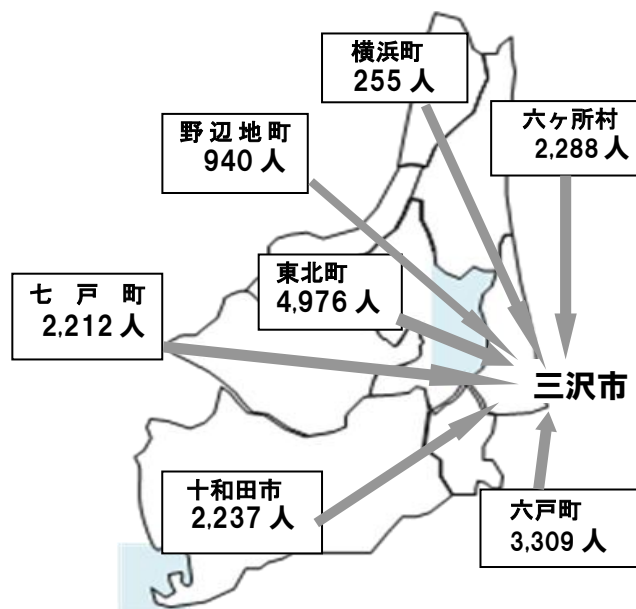 横浜町
255 人
六ヶ所村
2,288 人
野辺地町
940 人
東北町
4,976 人
七戸町
2,212 人
三沢市
十和田市
2,237 人
六戸町
3,309 人